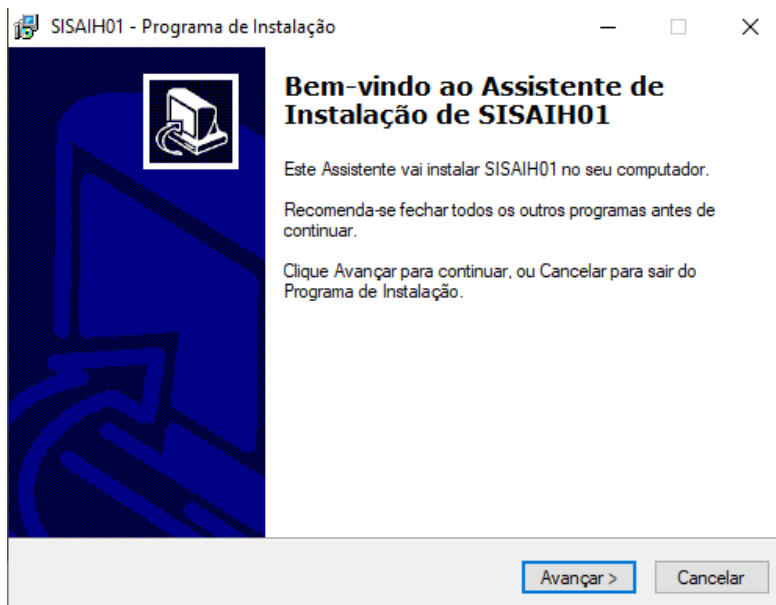 SISAIH01 - Programa de Instalação
Bem-vindo ao Assistente de
Instalação de SISAIH01
Este Assistente vai instalar SISAIH01 no seu computador.
Recomenda-se fechar todos os outros programas antes de
continuar.
Clique Avançar para continuar, ou Cancelar para sair do
Programa de Instalação.
Avançar >
Cancelar